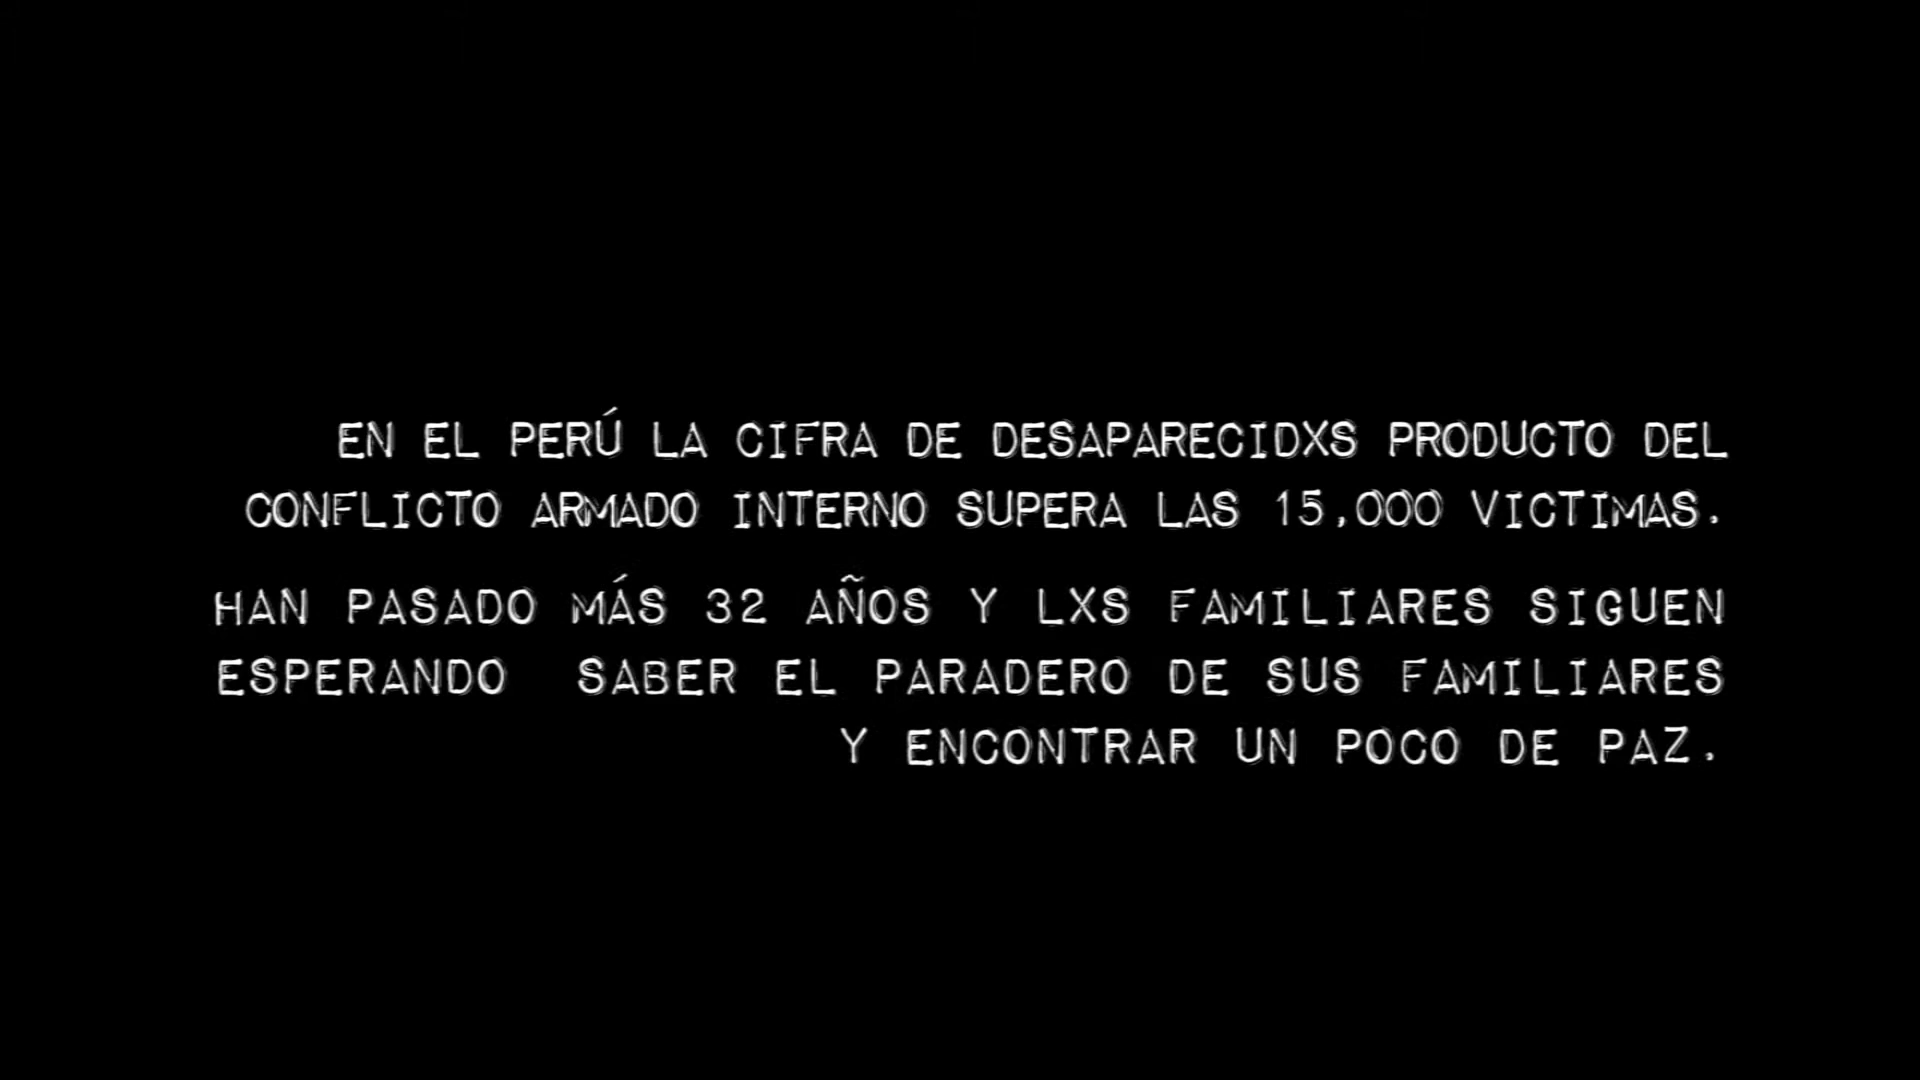 EN EL PERÚ LA CIFRA DE DESAPARECIDXS PRODUCTO DEL
CONFLICTO ARMADO INTERNO SUPERA LAS 15,000 VICTIMAS.
HAN PASADO MÁS 32 AÑOS Y LXS FAMILIARES SIGUEN
ESPERANDO SABER EL PARADERO DE SUS FAMILIARES
Y ENCONTRAR UN POCO DE PAZ.